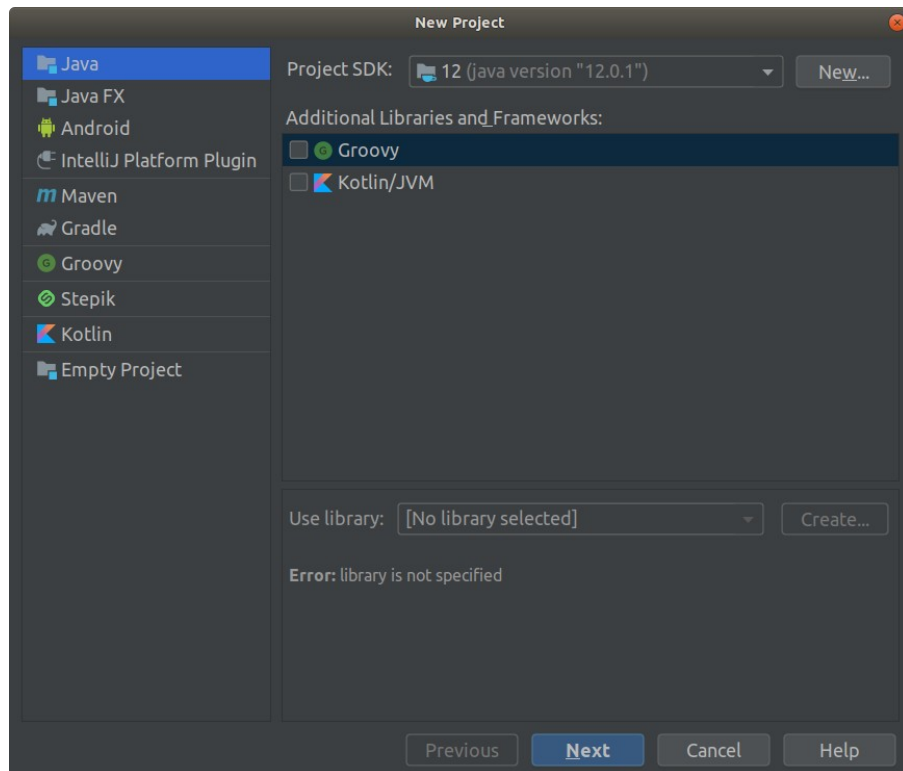 New Project
Java
Java FX
Android
IntelliJ Platform Plugin
Maven
Gradle
Groovy
Stepik
Kotlin
Empty Project
Project SDK: 12 (java version "12.0.1") New...
Additional Libraries and Frameworks:
Groovy
Kotlin/JVM
Use library: [No library selected] Create...
Error: library is not specified
Previous Next Cancel Help